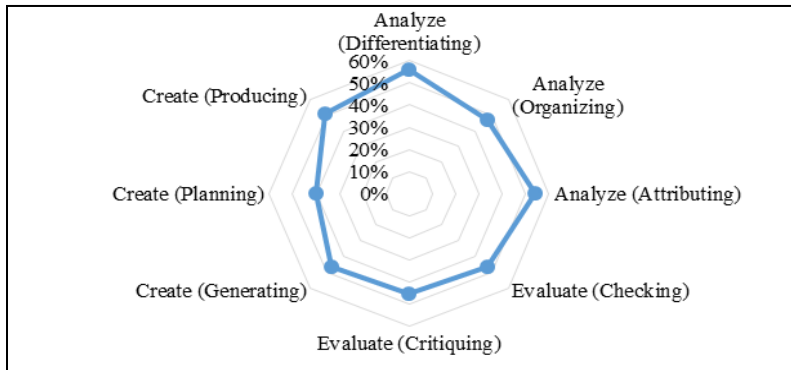 Analyze
(Differentiating)
60%
50%
40%
30%
20%
10%
0%
Analyze
(Organizing)
Analyze (Attributing)
Evaluate (Checking)
Evaluate (Critiquing)
Create (Generating)
Create (Planning)
Create (Producing)